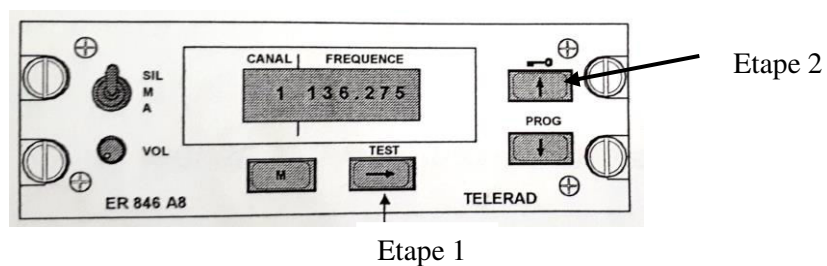 CANAL FREQUENCE
1 136.275
SIL
M
A
VOL
TEST
M
PROG
ER 846 A8
TELERAD
Etape 2
Etape 1